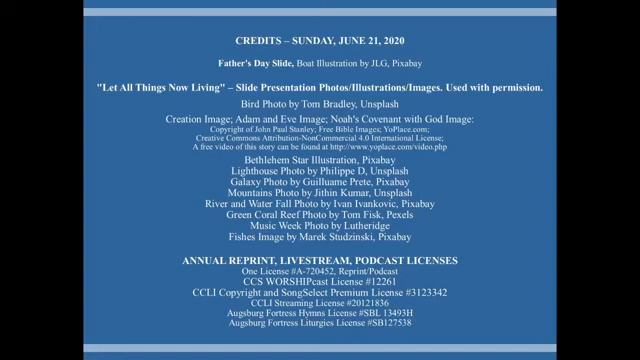 CREDITS – SUNDAY, JUNE 21, 2020
Father's Day Slide, Boat Illustration by JLG, Pixabay
"Let All Things Now Living" – Slide Presentation Photos/Illustrations/Images. Used with permission.
Bird Photo by Tom Bradley, Unsplash
Creation Image; Adam and Eve Image; Noah's Covenant with God Image:
Copyright of John Paul Stanley; Free Bible Images; YoPlace.com;
Creative Commons Attribution-NonCommercial 4.0 International License;
A free video of this story can be found at http://www.yoplace.com/video.php
Bethlehem Star Illustration, Pixabay
Lighthouse Photo by Philippe D, Unsplash
Galaxy Photo by Guilluame Prete, Pixabay
Mountains Photo by Jithin Kumar, Unsplash
River and Water Fall Photo by Ivan Ivankovic, Pixabay
Green Coral Reef Photo by Tom Fisk, Pexels
Music Week Photo by Lutheridge
Fishes Image by Marek Studzinski, Pixabay
ANNUAL REPRINT, LIVESTREAM, PODCAST LICENSES
One License #A-720452, Reprint/Podcast
CCS WORSHIPcast License #12261
CCLI Copyright and SongSelect Premium License #3123342
CCLI Streaming License #20121836
Augsburg Fortress Hymns License #SBL 13493H
Augsburg Fortress Liturgies License #SB127538